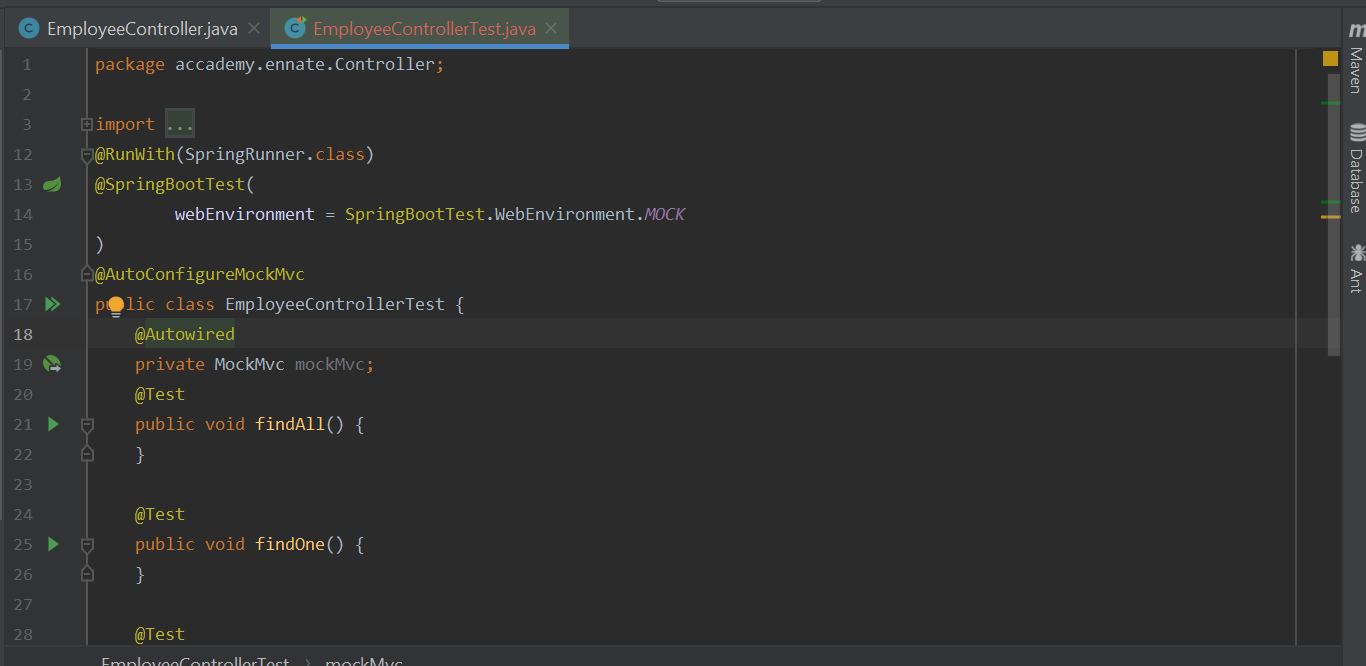 EmployeeController.java
EmployeeControllerTest.java
1 package accademy.ennate.Controller;
2
3 import ...
12 @RunWith(SpringRunner.class)
13 @SpringBootTest(
14 webEnvironment = SpringBootTest.WebEnvironment.MOCK
15 )
16 @AutoConfigureMockMvc
17 public class EmployeeControllerTest {
18 @Autowired
19 private MockMvc mockMvc;
20 @Test
21 public void findAll() {
22 }
23
24 @Test
25 public void findOne() {
26 }
27
28 @Test
EmployeeControllerTest > mockMvc
m Maven
Database
Ant